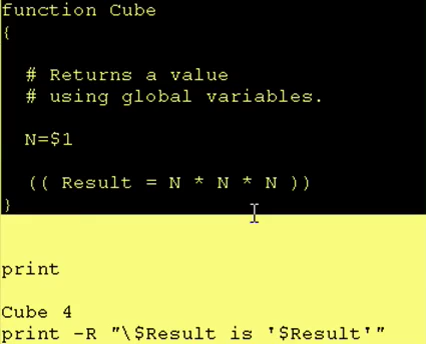 function Cube
{
# Returns a value
# using global variables.
N=$1
(( Result = N * N * N ))
}
print
Cube 4
print -R "\$Result is '$Result'"